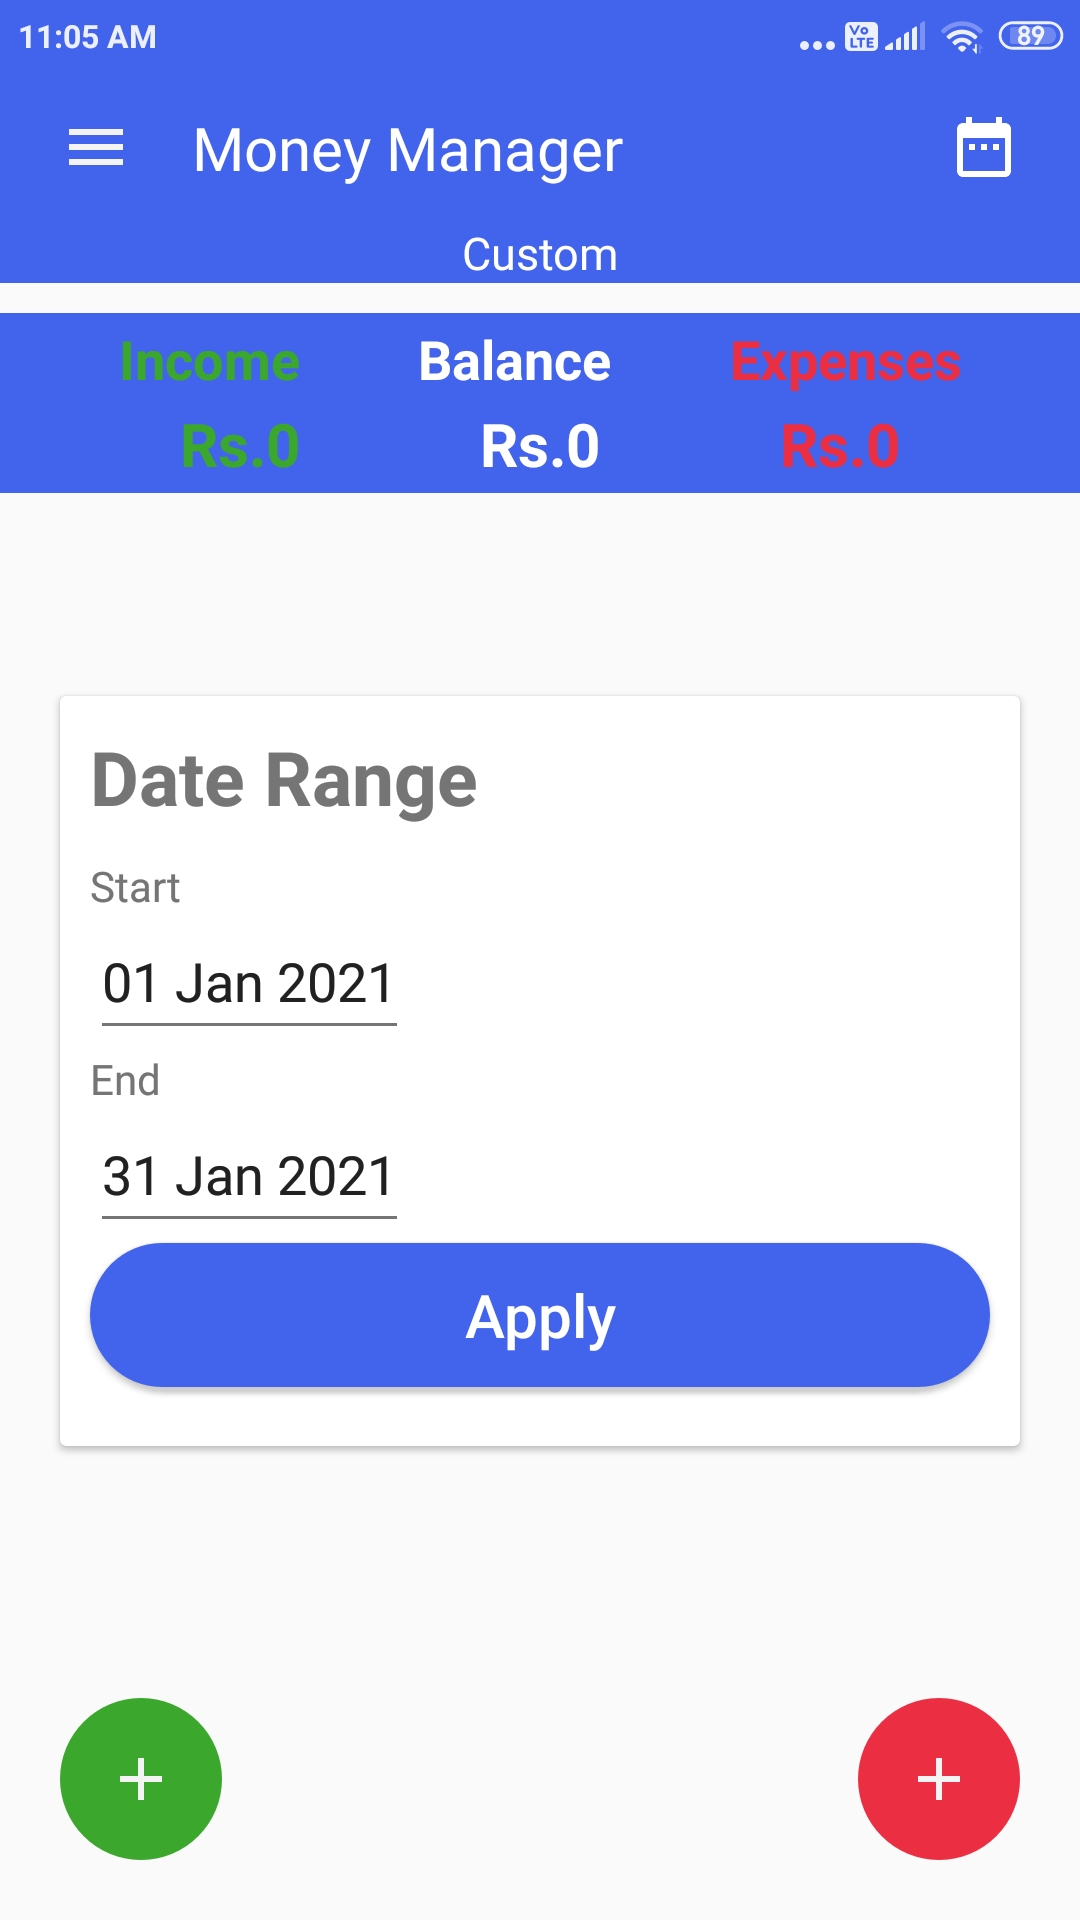 11:05 AM
Vo LTE
89
Money Manager
Custom
Income Balance Expenses
Rs.0 Rs.0 Rs.0
Date Range
Start
01 Jan 2021
End
31 Jan 2021
Apply